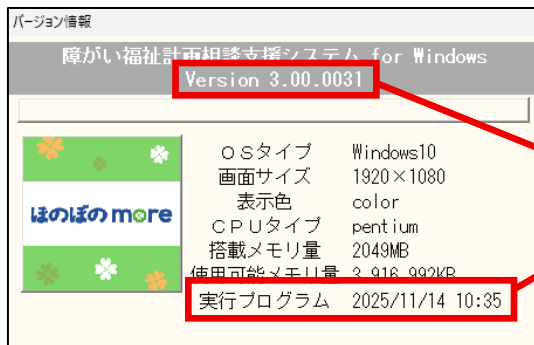 バージョン情報
障がい福祉計画相談支援システム for Windows
Version 3.00.0031
ほのぼのmore
OSタイプ Windows10
画面サイズ 1920×1080
表示色 color
CPUタイプ pentium
搭載メモリ量 2049MB
使用可能メモリ量 3,916,992KB
実行プログラム 2025/11/14 10:35